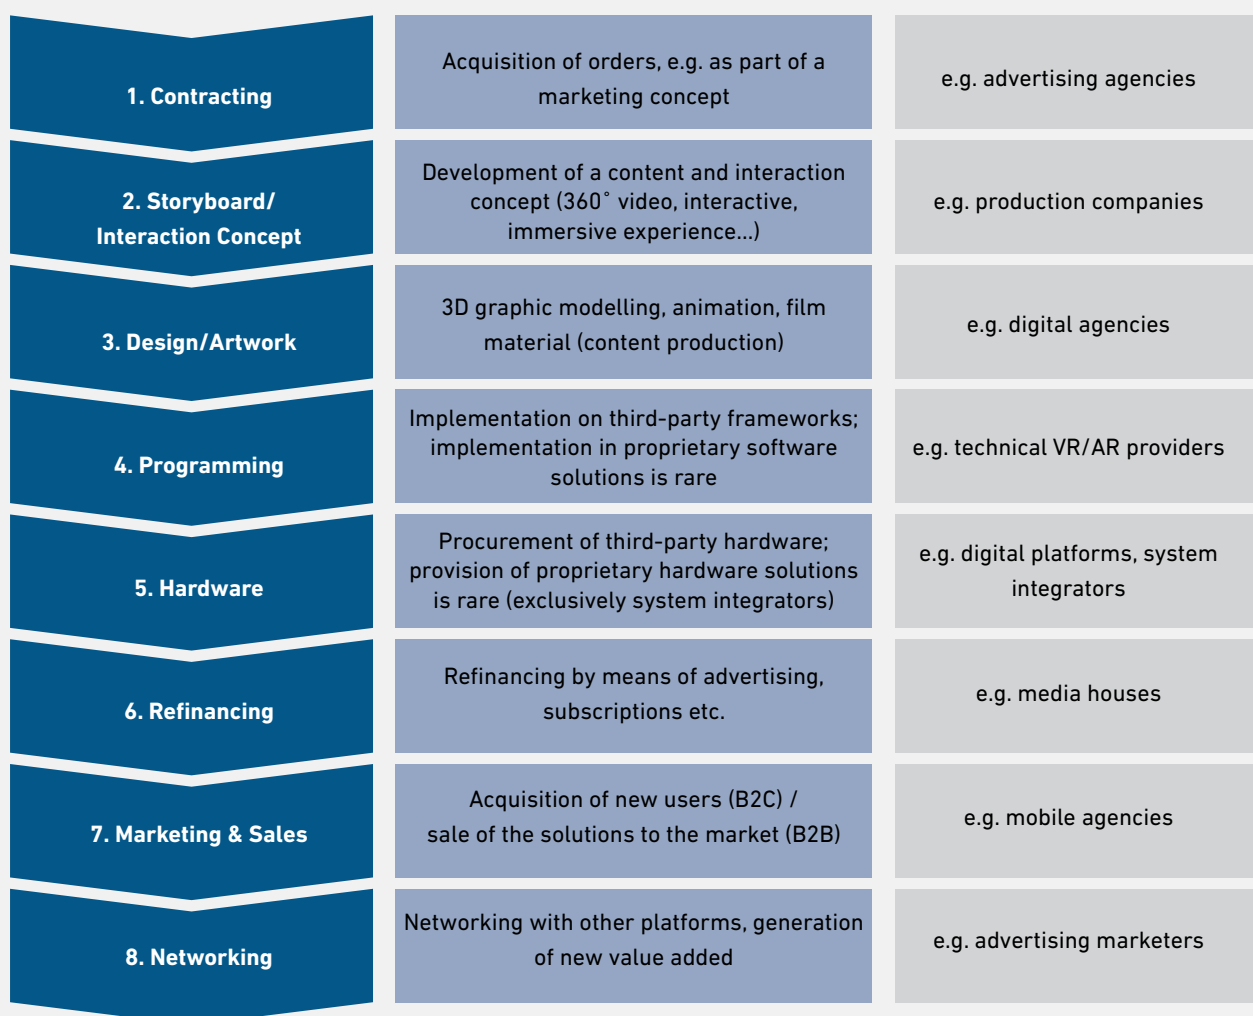 1. Contracting
Acquisition of orders, e.g. as part of a
marketing concept
e.g. advertising agencies
2. Storyboard/
Interaction Concept
Development of a content and interaction
concept (360˚ video, interactive,
immersive experience...)
e.g. production companies
3. Design/Artwork
3D graphic modelling, animation, film
material (content production)
e.g. digital agencies
4. Programming
Implementation on third-party frameworks;
implementation in proprietary software
solutions is rare
e.g. technical VR/AR providers
5. Hardware
Procurement of third-party hardware;
provision of proprietary hardware solutions
is rare (exclusively system integrators)
e.g. digital platforms, system
integrators
6. Refinancing
Refinancing by means of advertising,
subscriptions etc.
e.g. media houses
7. Marketing & Sales
Acquisition of new users (B2C) /
sale of the solutions to the market (B2B)
e.g. mobile agencies
8. Networking
Networking with other platforms, generation
of new value added
e.g. advertising marketers